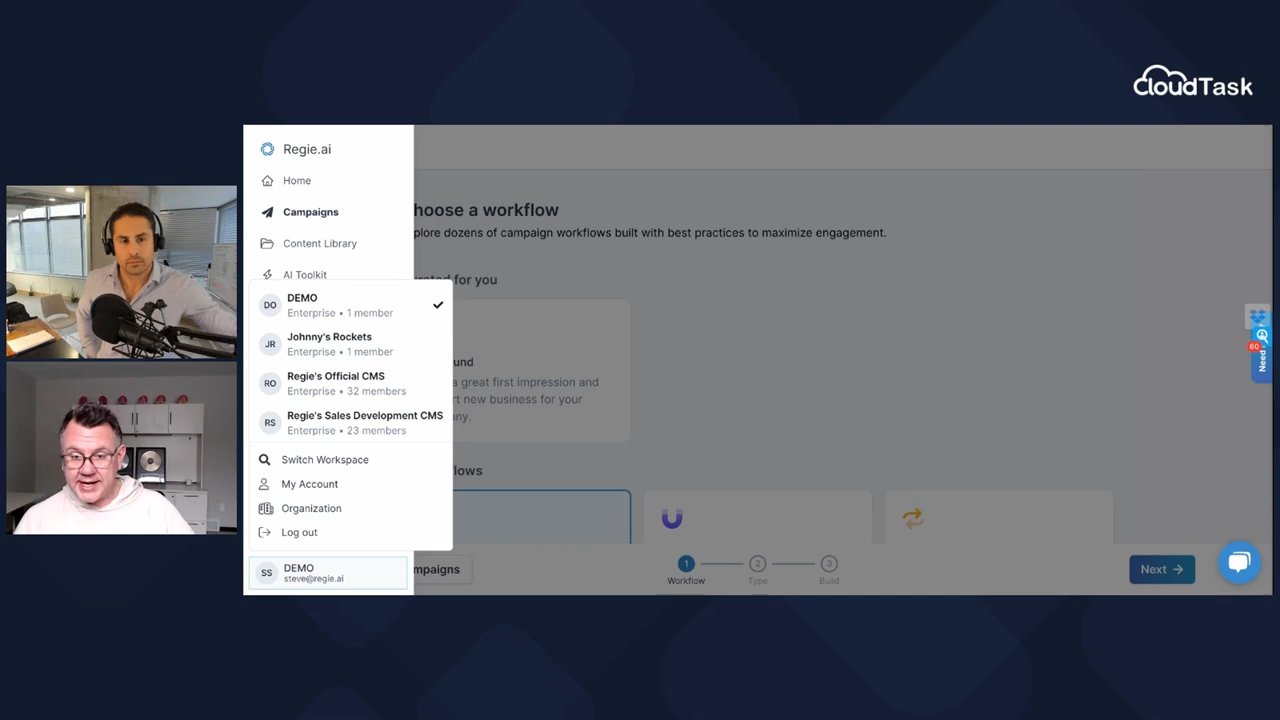 CloudTask
Regie.ai
Home
Campaigns
Content Library
AI Toolkit
hoose a workflow
plore dozens of campaign workflows built with best practices to maximize engagement.
rated for you
und
a great first impression and
rt new business for your
ny.
DO
DEMO
Enterprise • 1 member
JR
Johnny's Rockets
Enterprise • 1 member
RO
Regie's Official CMS
Enterprise • 32 members
RS
Regie's Sales Development CMS
Enterprise • 23 members
lows
Switch Workspace
My Account
Organization
Log out
SS
DEMO
steve@regie.ai
mpaigns
1
2
3
Workflow
Type
Build
Next
60
Need